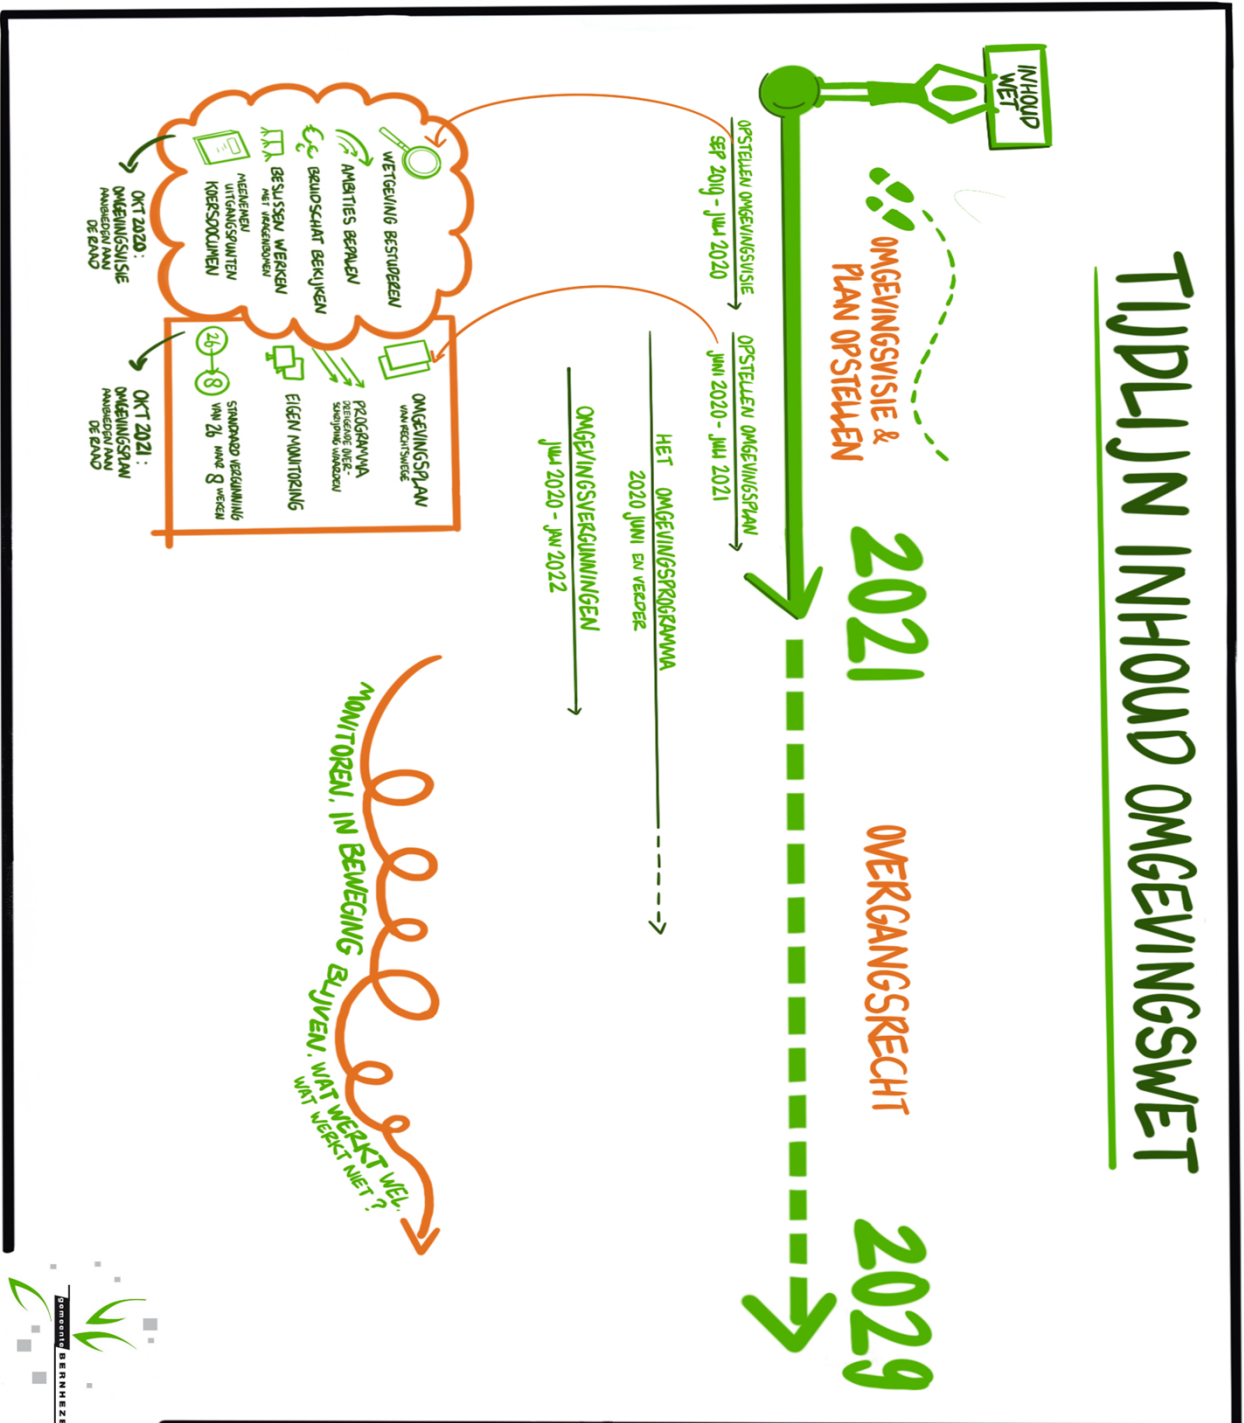 TIJDLIJN INHOUD OMGEVINGSWET
INHOUD
WET
OMGEVINGSVISIE &
PLAN OPSTELLEN
2021
OVERGANGSRECHT
2029
OPSTELLEN OMGEVINGSVISIE
SEP 2019 - JULI 2020
OPSTELLEN OMGEVINGSPLAN
JUNI 2020 - JULI 2021
HET OMGEVINGSPROGRAMMA
2020 JUNI EN VERDER
OMGEVINGSVERGUNNINGEN
JULI 2020 - JAN 2022
WETGEVING BESTUDEREN
AMBITIES BEPALEN
BRUIDSCHAT BEKIJKEN
BESLISSEN WERKEN
MET VRAGENBOMEN
MEENEMEN
UITGANGSPUNTEN
KOERSDOCUMEN
OKT 2020:
OMGEVINGSVISIE
AANBIEDEN AAN
DE RAAD
OMGEVINGSPLAN
VAN RECHTSWEGE
PROGRAMMA
DREIGENDE OVER-
SCHRIJDING WAARDEN
EIGEN MONITORING
26 8
STANDARD VERGUNNING
VAN 26 NAAR 8 WEKEN
OKT 2021:
OMGEVINGSPLAN
AANBIEDEN AAN
DE RAAD
MONITOREN, IN BEWEGING BLIJVEN. WAT WERKT WEL.
WAT WERKT NIET?
gemeente BERNHEZE